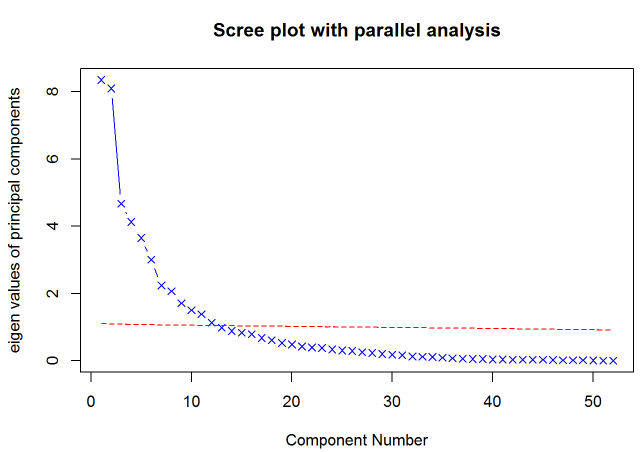 Scree plot with parallel analysis
eigen values of principal components
8
6
4
2
0
0 10 20 30 40 50
Component Number